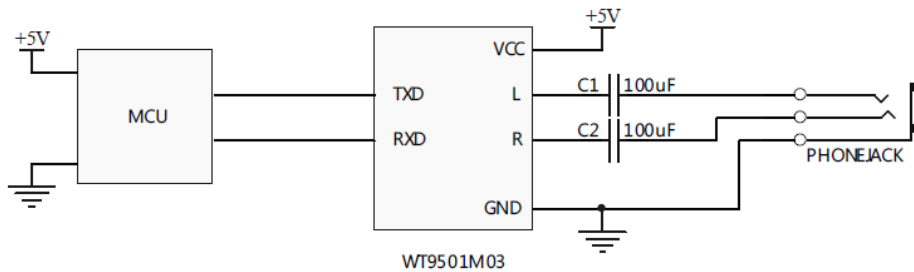 +5V
+5V
VCC
C1
100uF
TXD
L
MCU
C2
100uF
RXD
R
PHONEJACK
GND
WT9501M03